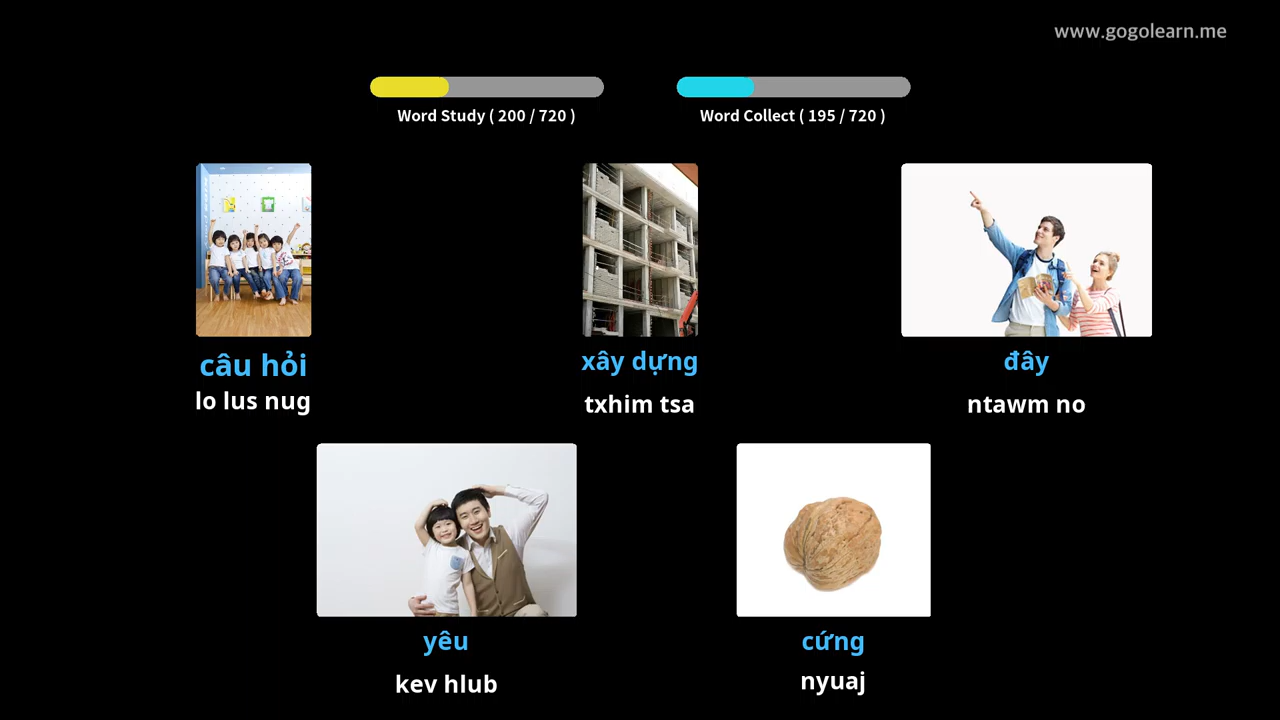 www.gogolearn.me
Word Study ( 200 / 720 )
Word Collect ( 195 / 720 )
câu hỏi
lo lus nug
xây dựng
txhim tsa
đây
ntawm no
yêu
kev hlub
cứng
nyuaj